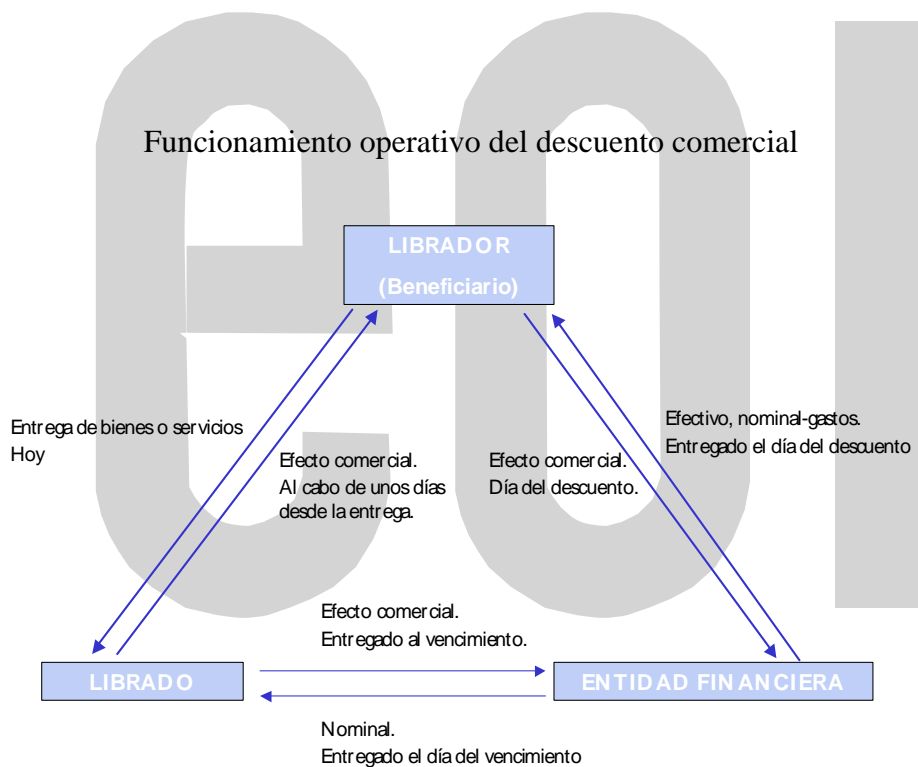 Funcionamiento operativo del descuento comercial
LIBRADOR
(Beneficiario)
Entrega de bienes o servicios
Hoy
Efecto comercial.
Al cabo de unos días
desde la entrega.
Efecto comercial.
Día del descuento.
Efectivo, nominal-gastos.
Entregado el día del descuento
Efecto comercial.
Entregado al vencimiento.
LIBRADO
ENTIDAD FINANCIERA
Nominal.
Entregado el día del vencimiento